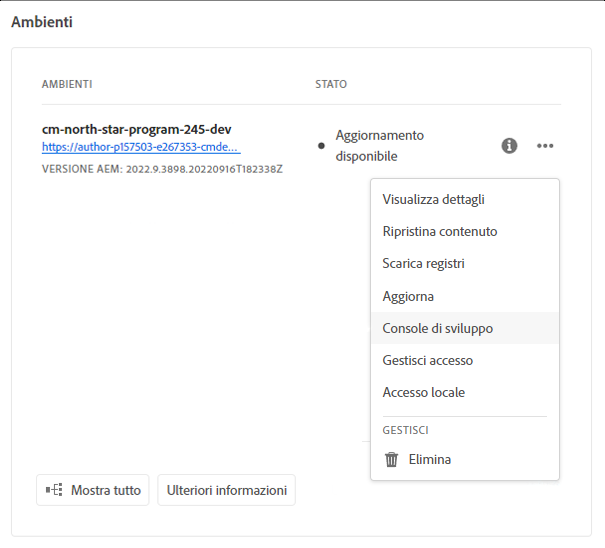 Ambienti
AMBIENTI
STATO
cm-north-star-program-245-dev
https://author-p157503-e267353-cmde...
VERSIONE AEM: 2022.9.3898.20220916T182338Z
Aggiornamento
disponibile
Visualizza dettagli
Ripristina contenuto
Scarica registri
Aggiorna
Console di sviluppo
Gestisci accesso
Accesso locale
GESTISCI
Elimina
Mostra tutto
Ulteriori informazioni